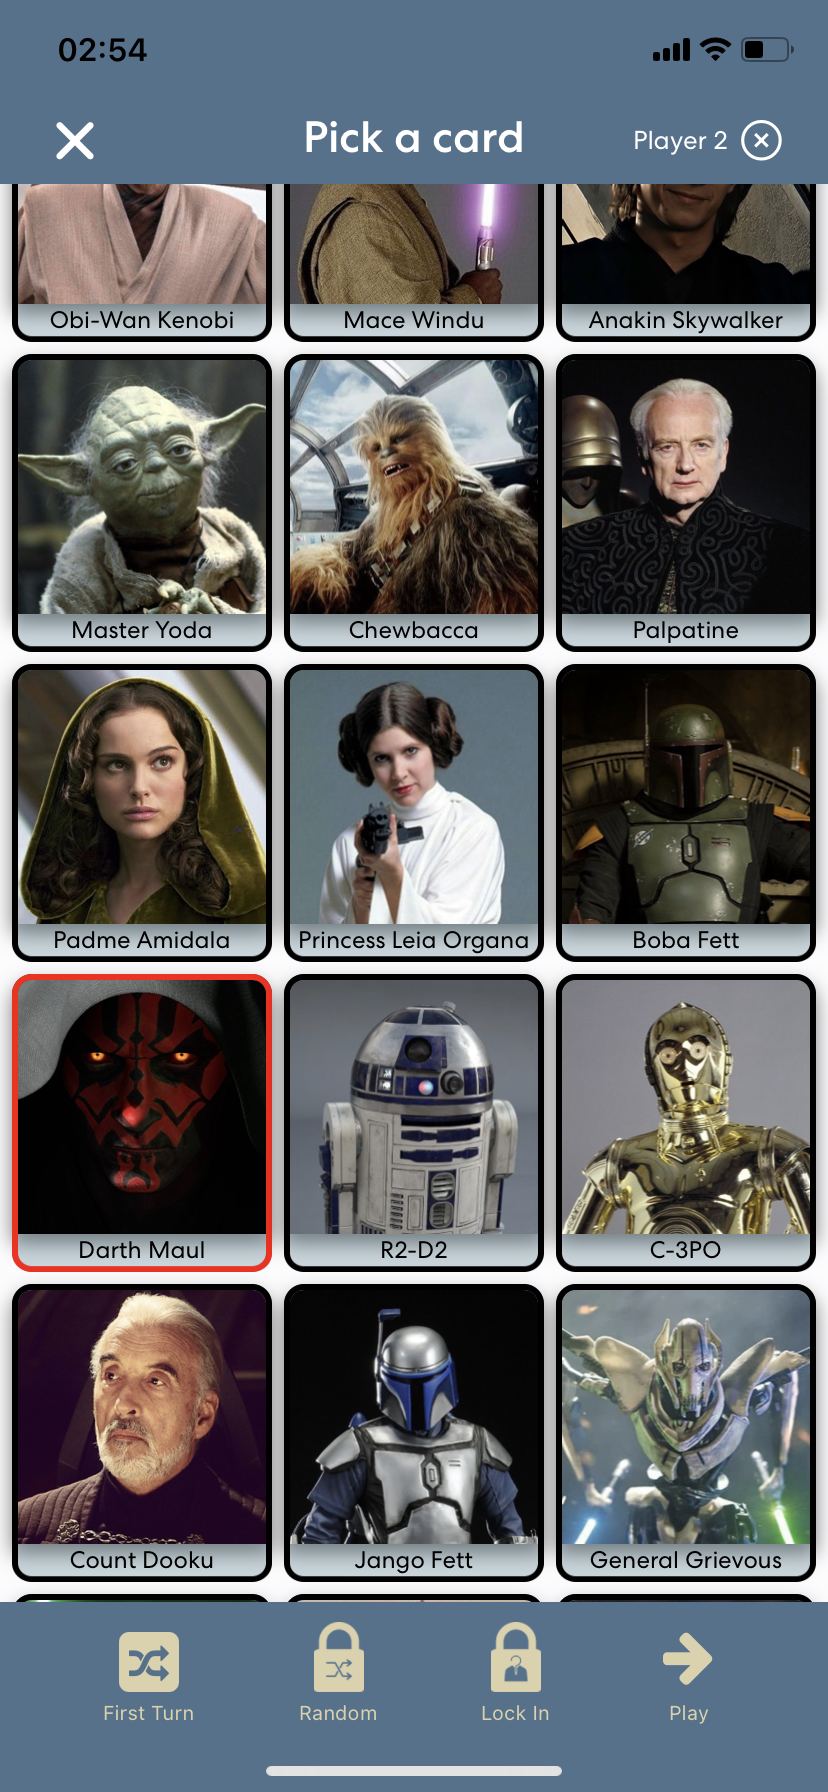 02:54
Pick a card
Player 2
Obi-Wan Kenobi
Mace Windu
Anakin Skywalker
Master Yoda
Chewbacca
Palpatine
Padme Amidala
Princess Leia Organa
Boba Fett
Darth Maul
R2-D2
C-3PO
Count Dooku
Jango Fett
General Grievous
First Turn
Random
Lock In
Play